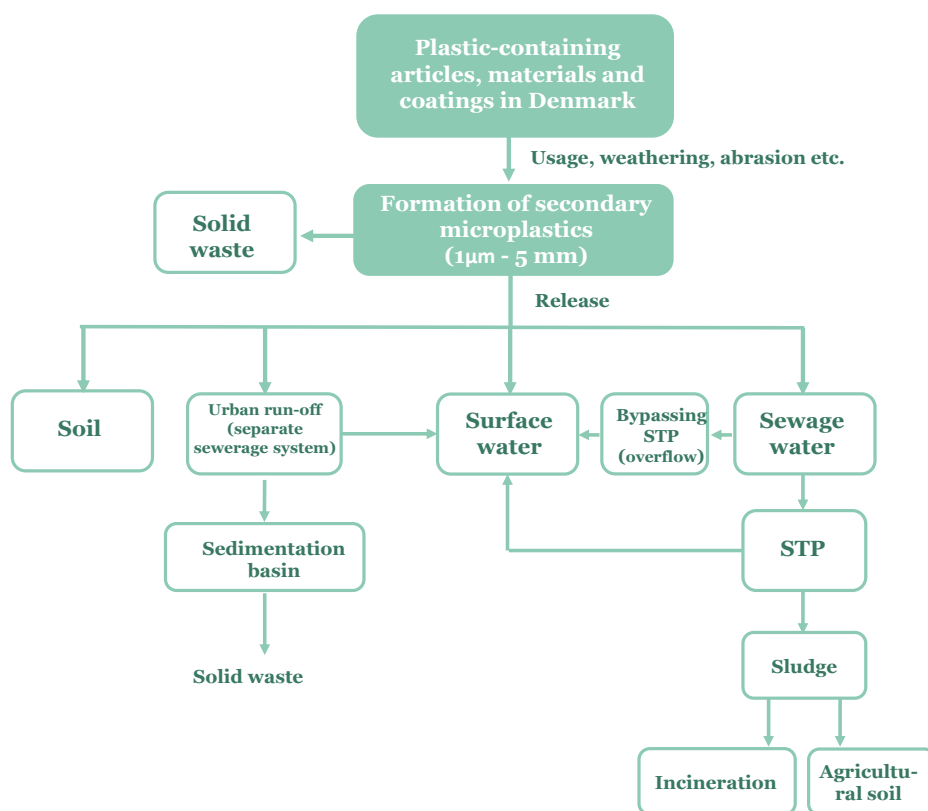 Plastic-containing
articles, materials and
coatings in Denmark
Usage, weathering, abrasion etc.
Formation of secondary
microplastics
(1μm - 5 mm)
Solid
waste
Release
Soil
Urban run-off
(separate
sewerage system)
Surface
water
Bypassing
STP
(overflow)
Sewage
water
Sedimentation
basin
STP
Solid waste
Sludge
Incineration
Agricultu-
ral soil